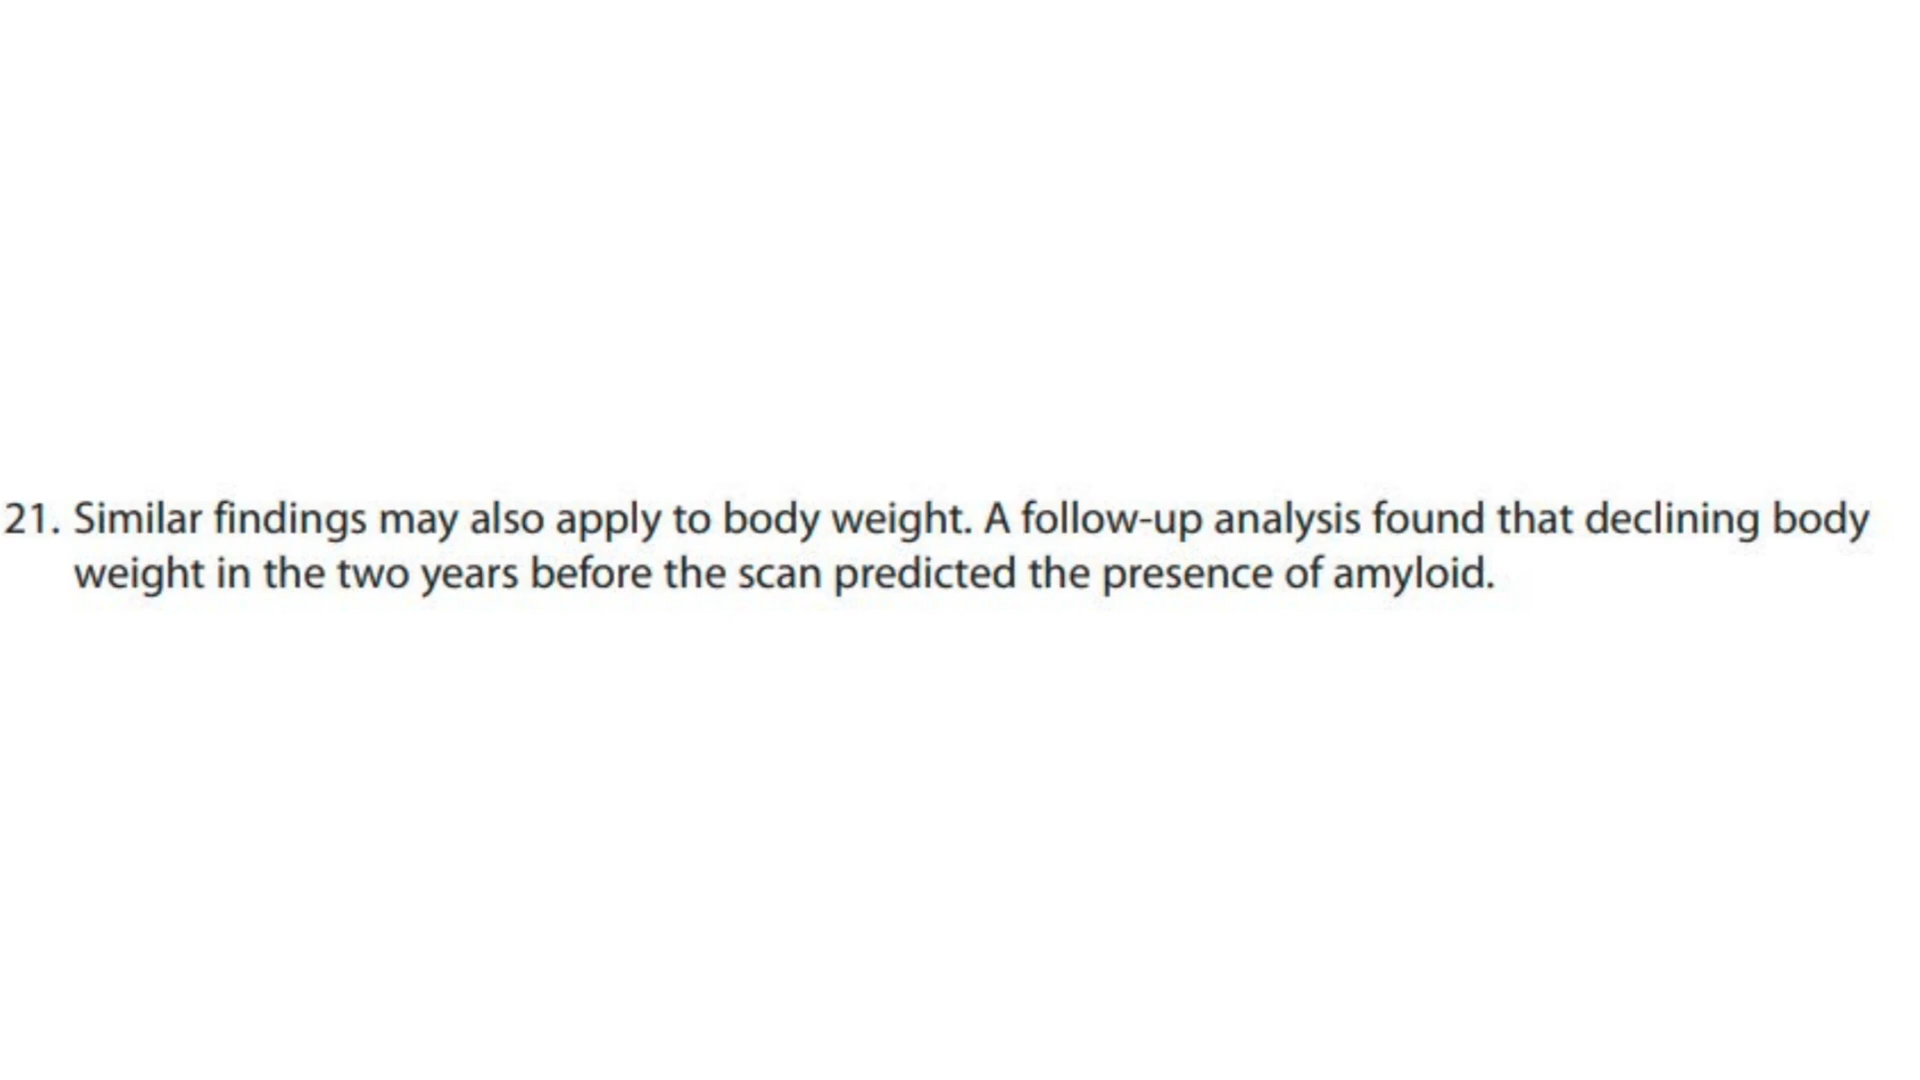 21. Similar findings may also apply to body weight. A follow-up analysis found that declining body
weight in the two years before the scan predicted the presence of amyloid.